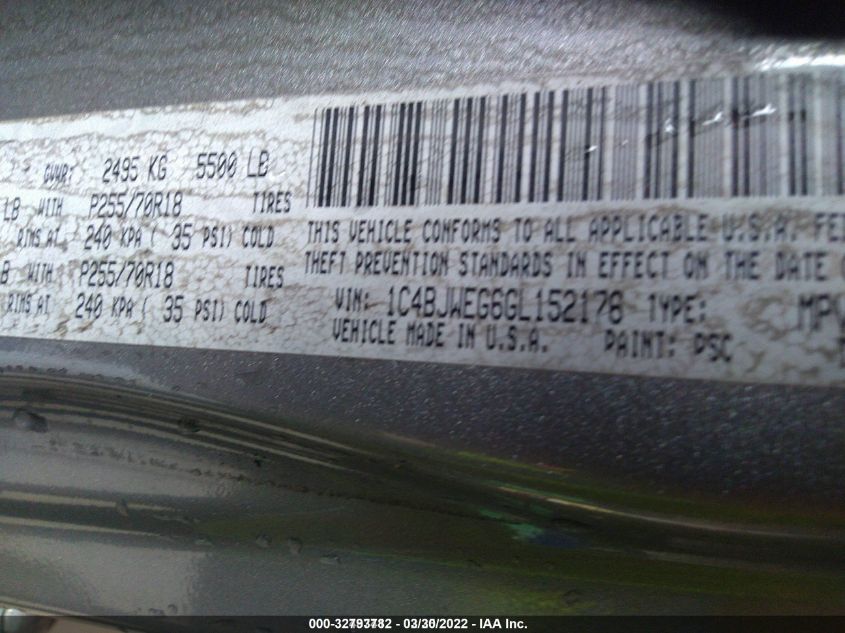 GVWR: 2495 KG 5500 LB
LB WITH P255/70R18 TIRES
RIMS AT 240 KPA ( 35 PSI) COLD
B WITH P255/70R18 TIRES
RIMS AT 240 KPA ( 35 PSI) COLD
THIS VEHICLE CONFORMS TO ALL APPLICABLE U.S.A. FE
THEFT PREVENTION STANDARDS IN EFFECT ON THE DATE
VIN: 1C4BJWEG6GL152178 TYPE: MPV
VEHICLE MADE IN U.S.A. PAINT: PSC
000-32793782 - 03/30/2022 - IAA Inc.